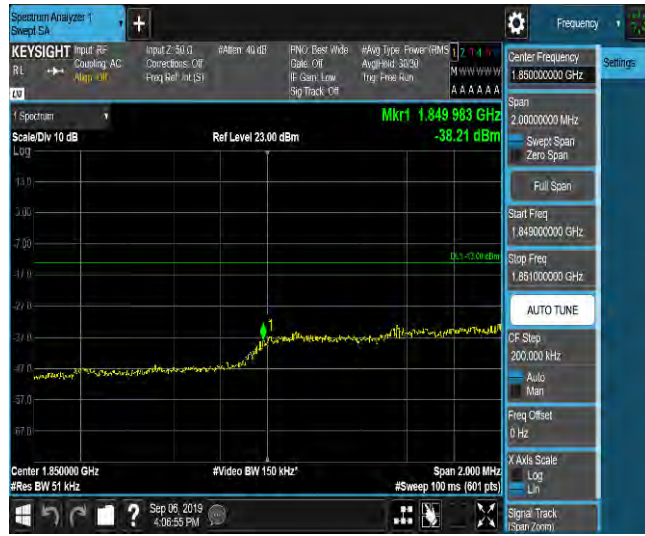 Spectrum Analyzer 1
Swept SA
+
Frequency
KEYSIGHT
Input: RF
Input Z: 50 Ω
#Atten: 40 dB
PNO: Best Wide
#Avg Type: Power (RMS
RL
Coupling: AC
Corrections: Off
Gate: Off
Avg|Hold: 30/30
Align: Off
Freq Ref: Int (S)
IF Gain: Low
Trig: Free Run
Sig Track: Off
M W W W W W
A A A A A A
Settings
Center Frequency
1.850000000 GHz
Span
2.00000000 MHz
Swept Span
Zero Span
Full Span
Start Freq
1.849000000 GHz
Stop Freq
1.851000000 GHz
AUTO TUNE
CF Step
200.000 kHz
Auto
Man
Freq Offset
0 Hz
X Axis Scale
Log
Lin
Signal Track
(Span Zoom)
1 Spectrum
Mkr1 1.849 983 GHz
Scale/Div 10 dB
Ref Level 23.00 dBm
-38.21 dBm
Log
13.0
3.00
-7.00
DL1 -13.00 dBm
-17.0
-27.0
1
-37.0
-47.0
-57.0
-67.0
Center 1.850000 GHz
#Video BW 150 kHz*
Span 2.000 MHz
#Res BW 51 kHz
#Sweep 100 ms (601 pts)
?
Sep 06, 2019
4:06:55 PM